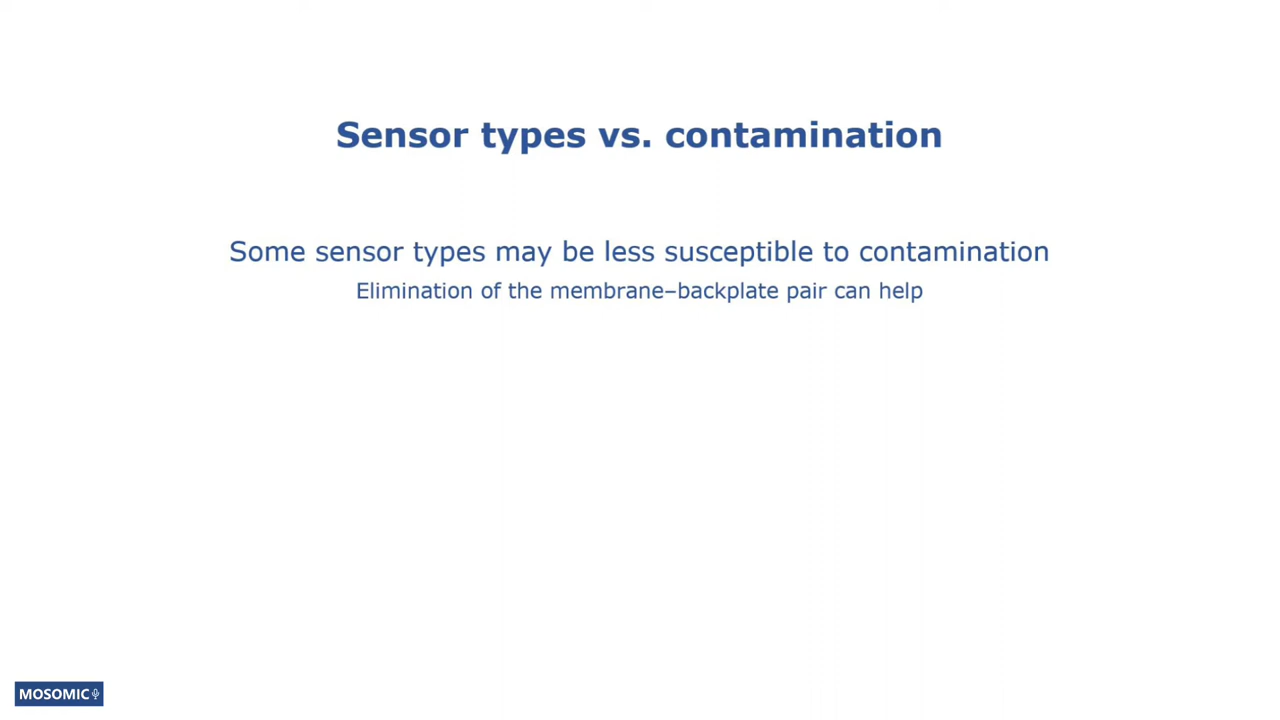 Sensor types vs. contamination
Some sensor types may be less susceptible to contamination
Elimination of the membrane–backplate pair can help
MOSOMIC